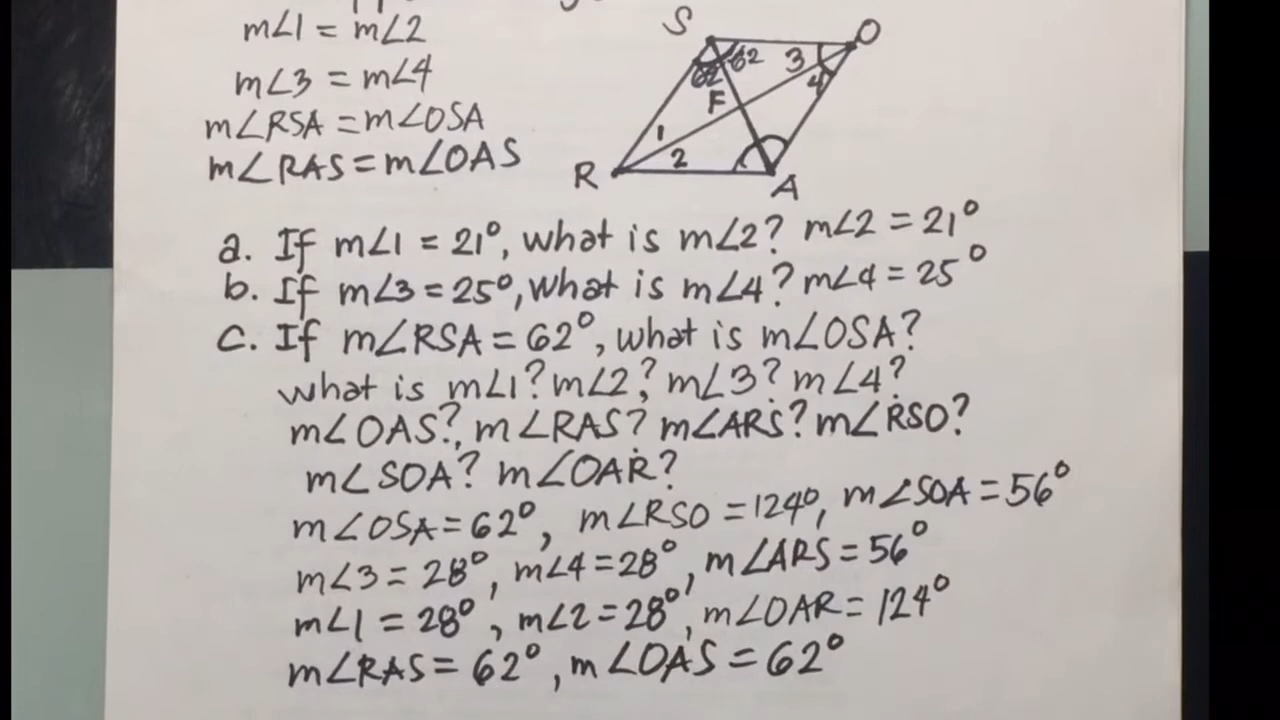 m∠1 = m∠2
m∠3 = m∠4
m∠RSA = m∠OSA
m∠RAS = m∠OAS
S
O
62
62
3
4
F
1
2
R
A
a. If m∠1 = 21°, what is m∠2? m∠2 = 21°
b. If m∠3 = 25°, what is m∠4? m∠4 = 25°
c. If m∠RSA = 62°, what is m∠OSA?
what is m∠1? m∠2? m∠3? m∠4?
m∠OAS?, m∠RAS? m∠ARS? m∠RSO?
m∠SOA? m∠OAR?
m∠OSA = 62°, m∠RSO = 124°, m∠SOA = 56°
m∠3 = 28°, m∠4 = 28°, m∠ARS = 56°
m∠1 = 28°, m∠2 = 28°, m∠OAR = 124°
m∠RAS = 62°, m∠OAS = 62°